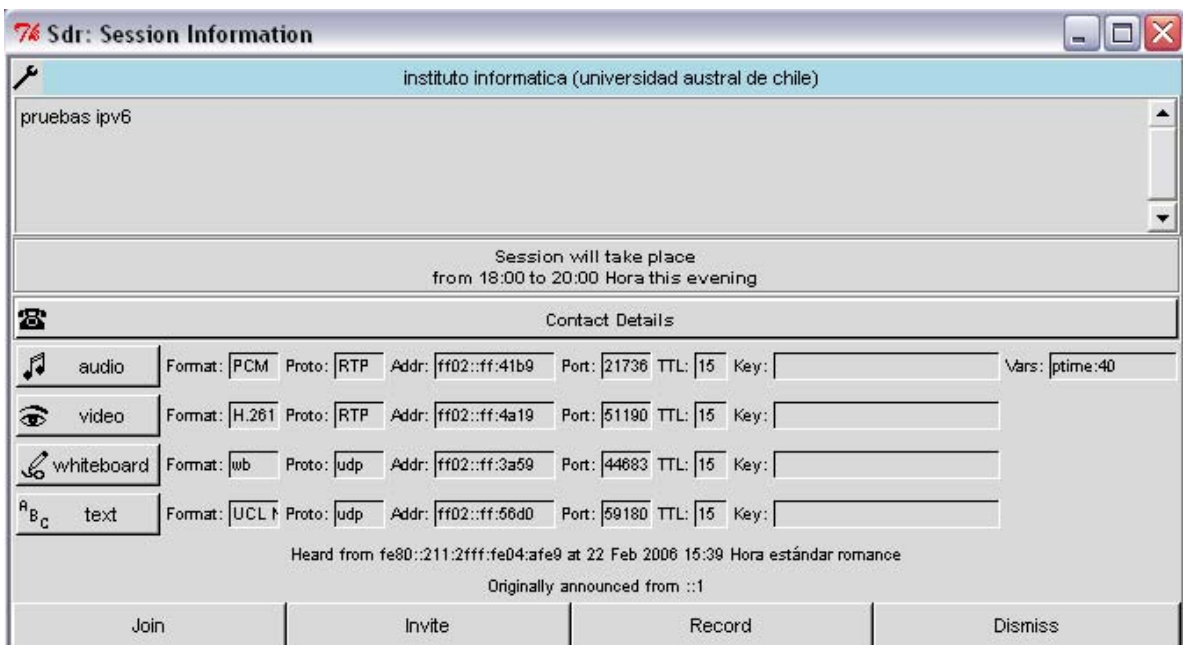 Sdr: Session Information
instituto informatica (universidad austral de chile)
pruebas ipv6
Session will take place
from 18:00 to 20:00 Hora this evening
Contact Details
audio Format: PCM Proto: RTP Addr: ff02::ff:41b9 Port: 21736 TTL: 15 Key: Vars: ptime:40
video Format: H.261 Proto: RTP Addr: ff02::ff:4a19 Port: 51190 TTL: 15 Key:
whiteboard Format: wb Proto: udp Addr: ff02::ff:3a59 Port: 44683 TTL: 15 Key:
ABC text Format: UCL Proto: udp Addr: ff02::ff:56d0 Port: 59180 TTL: 15 Key:
Heard from fe80::211:2fff:fe04:afe9 at 22 Feb 2006 15:39 Hora estándar romance
Originally announced from ::1
Join Invite Record Dismiss